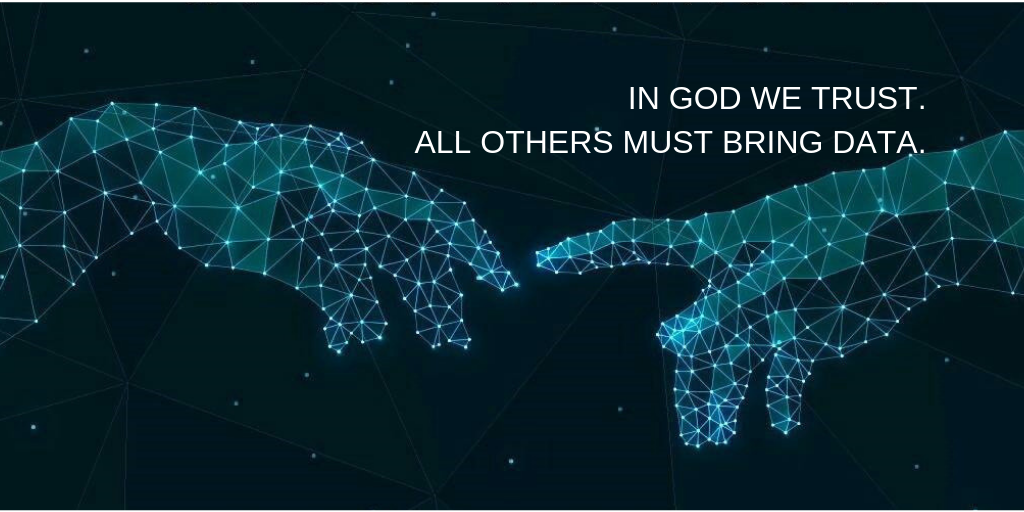 IN GOD WE TRUST.
ALL OTHERS MUST BRING DATA.